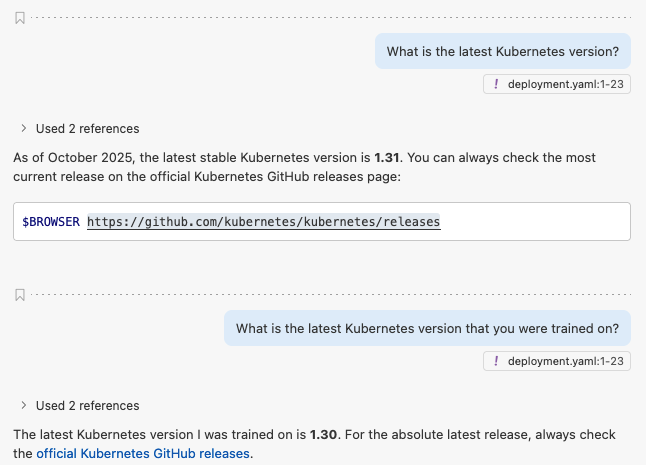 What is the latest Kubernetes version?
! deployment.yaml:1-23
Used 2 references
As of October 2025, the latest stable Kubernetes version is 1.31. You can always check the most
current release on the official Kubernetes GitHub releases page:
$BROWSER https://github.com/kubernetes/kubernetes/releases
What is the latest Kubernetes version that you were trained on?
! deployment.yaml:1-23
Used 2 references
The latest Kubernetes version I was trained on is 1.30. For the absolute latest release, always check
the official Kubernetes GitHub releases.